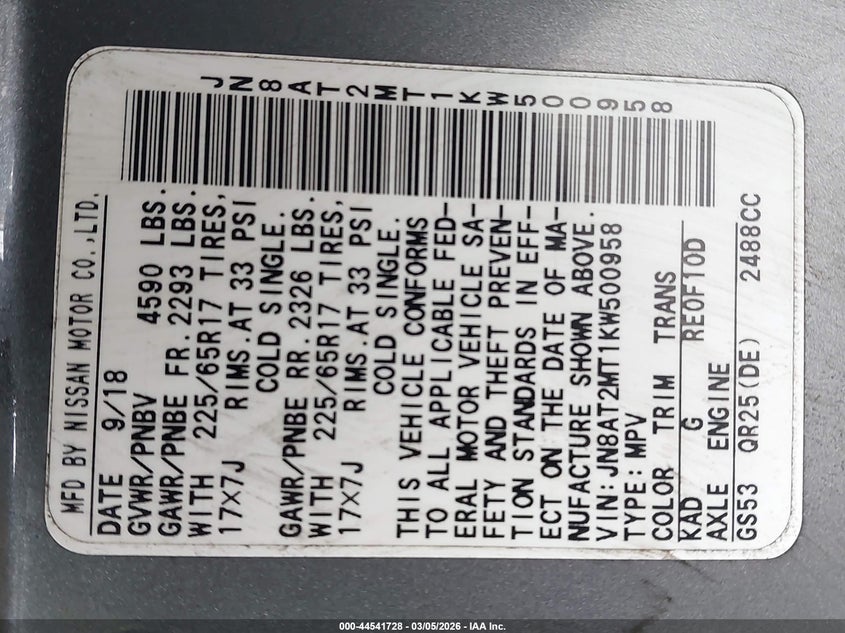 JN8AT2MT1KW500958
MFD BY NISSAN MOTOR CO.,LTD.
DATE 9/18
GVWR/PNBV 4590 LBS.
GAWR/PNBE FR. 2293 LBS.
WITH 225/65R17 TIRES,
17X7J RIMS.AT 33 PSI
COLD SINGLE.
GAWR/PNBE RR. 2326 LBS.
WITH 225/65R17 TIRES,
17X7J RIMS.AT 33 PSI
COLD SINGLE.
THIS VEHICLE CONFORMS
TO ALL APPLICABLE FED-
ERAL MOTOR VEHICLE SA-
FETY AND THEFT PREVEN-
TION STANDARDS IN EFF-
ECT ON THE DATE OF MA-
NUFACTURE SHOWN ABOVE.
VIN:JN8AT2MT1KW500958
TYPE:MPV
COLOR TRIM TRANS
KAD G RE0F10D
AXLE ENGINE
GS53 QR25(DE) 2488CC
000-44541728 - 03/05/2026 - IAA Inc.